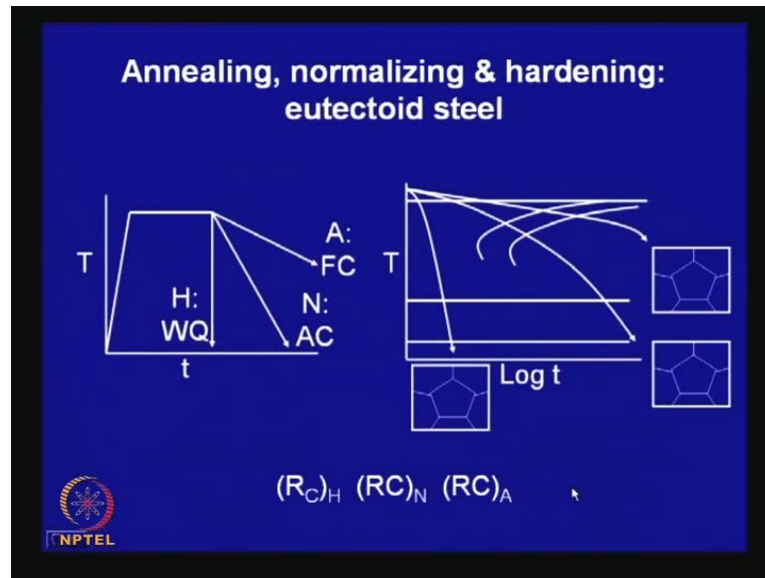 Annealing, normalizing & hardening:
eutectoid steel
T
H:
WQ
A:
FC
N:
AC
t
T
Log t
(R_C)_H (RC)_N (RC)_A
NPTEL